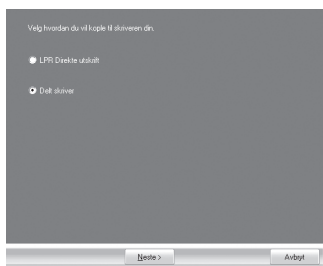 Velg hvordan du vil kople til skriveren din.
LPR Direkte utskrift
Delt skriver
Neste >
Avbryt